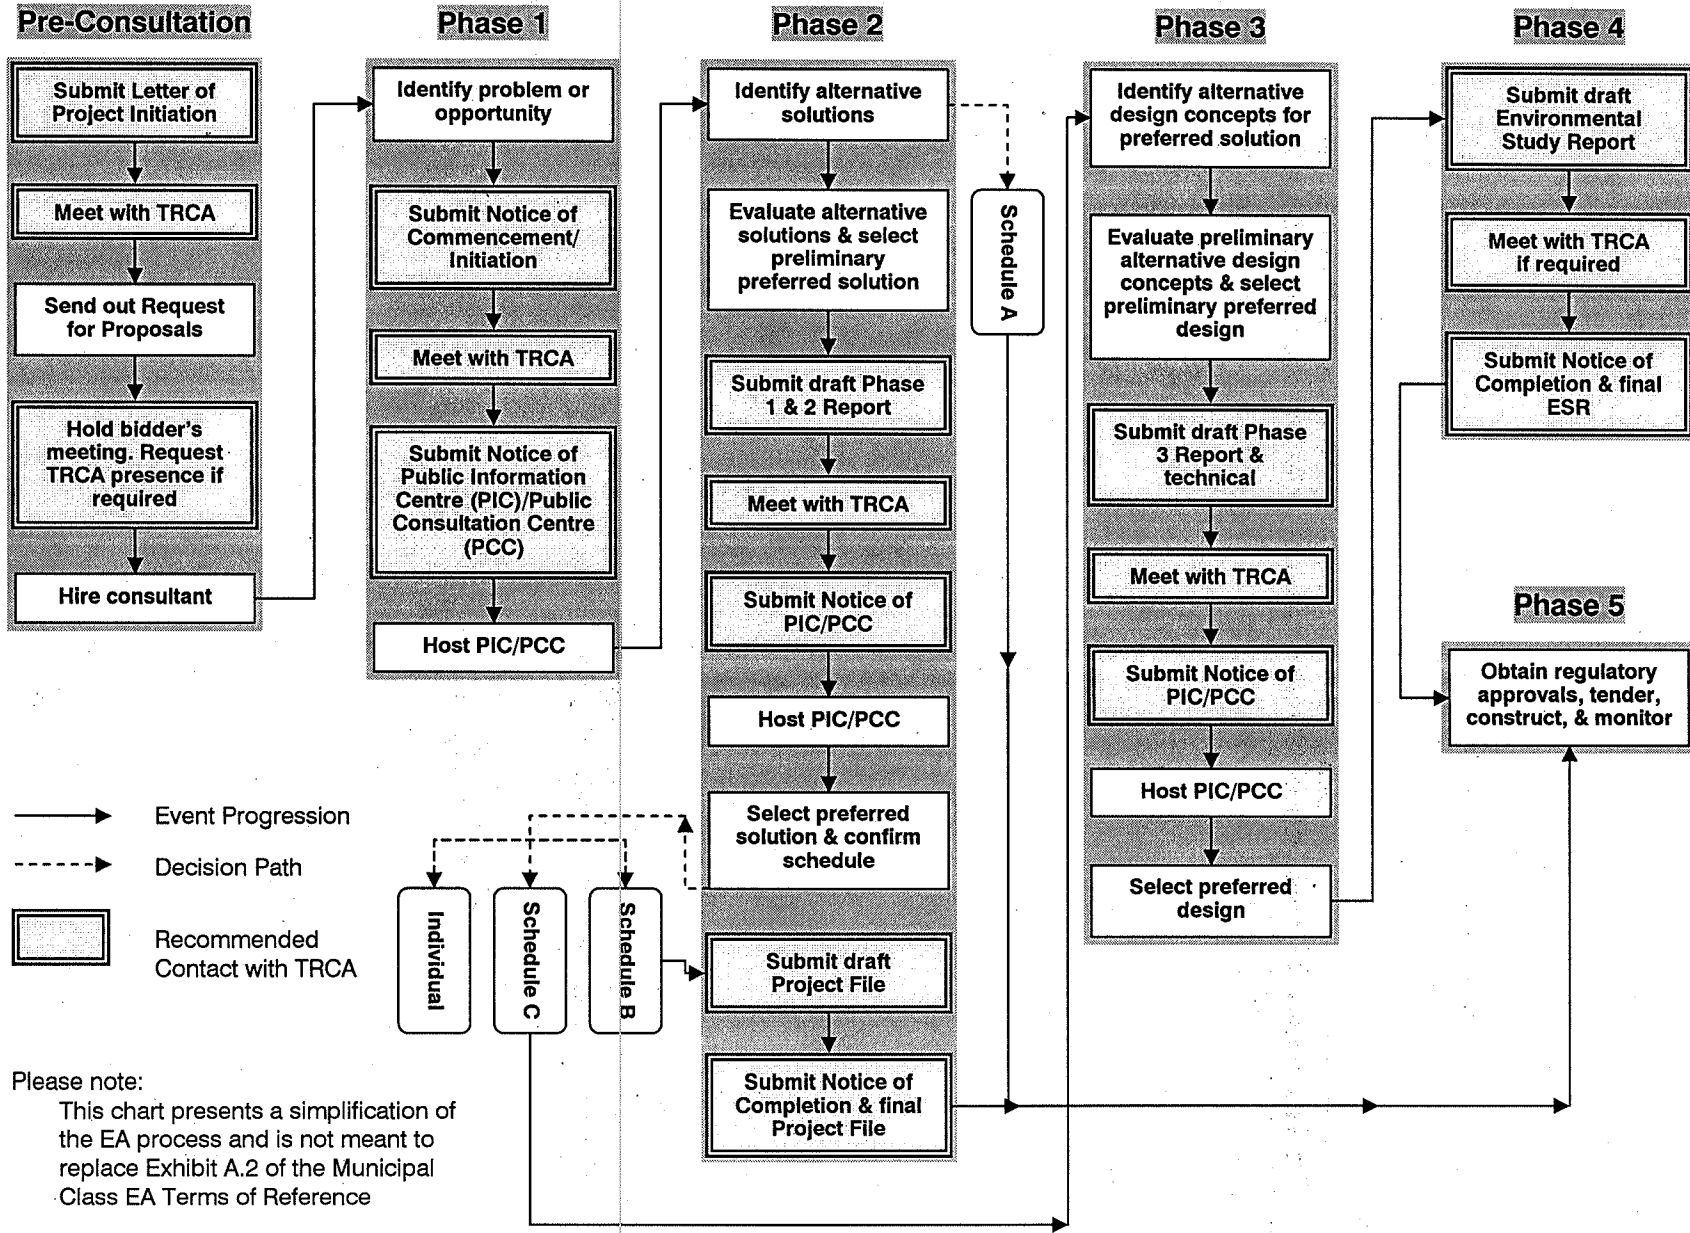 Pre-Consultation
Submit Letter of
Project Initiation
Meet with TRCA
Send out Request
for Proposals
Hold bidder's
meeting. Request
TRCA presence if
required
Hire consultant
Phase 1
Identify problem or
opportunity
Submit Notice of
Commencement/
Initiation
Meet with TRCA
Submit Notice of
Public Information
Centre (PIC)/Public
Consultation Centre
(PCC)
Host PIC/PCC
Phase 2
Identify alternative
solutions
Evaluate alternative
solutions & select
preliminary
preferred solution
Submit draft Phase
1 & 2 Report
Meet with TRCA
Submit Notice of
PIC/PCC
Host PIC/PCC
Select preferred
solution & confirm
schedule
Submit draft
Project File
Submit Notice of
Completion & final
Project File
Schedule A
Individual
Schedule C
Schedule B
Phase 3
Identify alternative
design concepts for
preferred solution
Evaluate preliminary
alternative design
concepts & select
preliminary preferred
design
Submit draft Phase
3 Report &
technical
Meet with TRCA
Submit Notice of
PIC/PCC
Host PIC/PCC
Select preferred
design
Phase 4
Submit draft
Environmental
Study Report
Meet with TRCA
if required
Submit Notice of
Completion & final
ESR
Phase 5
Obtain regulatory
approvals, tender,
construct, & monitor
Event Progression
Decision Path
Recommended
Contact with TRCA
Please note:
This chart presents a simplification of
the EA process and is not meant to
replace Exhibit A.2 of the Municipal
Class EA Terms of Reference